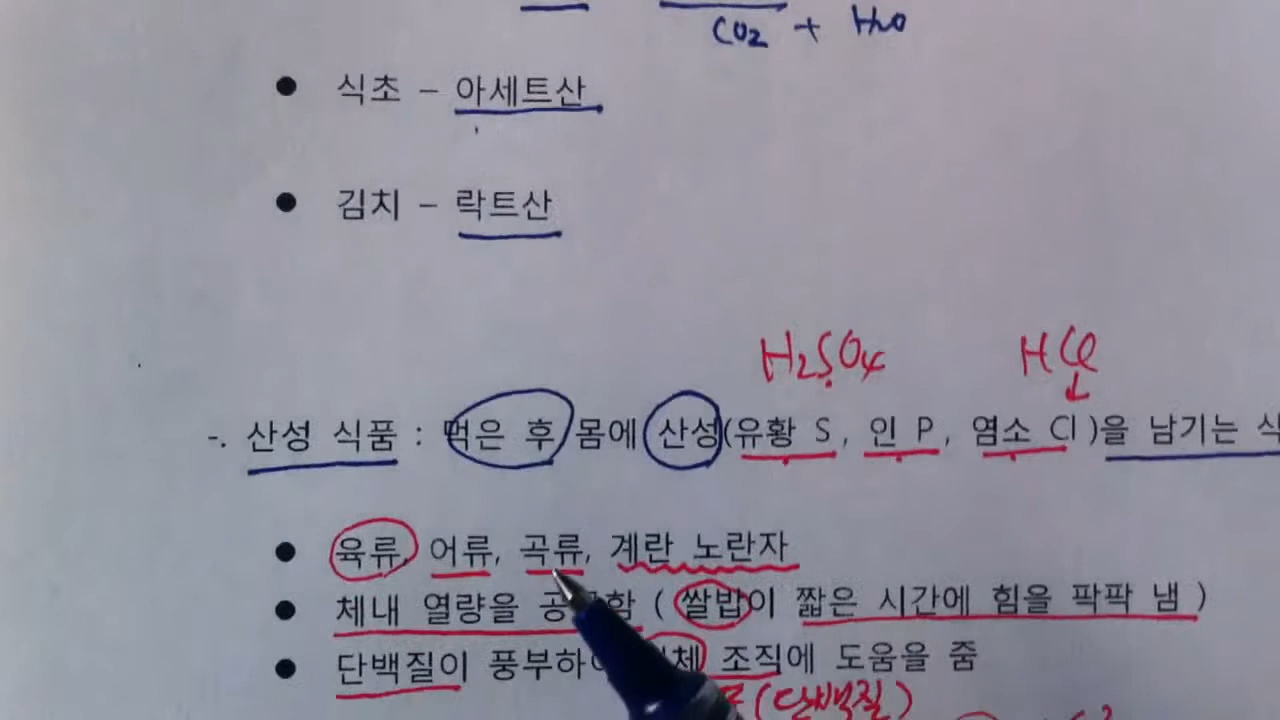 CO₂ + H₂O
● 식초 – 아세트산
● 김치 – 락트산
H₂SO₄ HCl
-. 산성 식품 : 먹은 후 몸에 산성(유황 S, 인 P, 염소 Cl)을 남기는 식
● 육류, 어류, 곡류, 계란 노란자
● 체내 열량을 ( 쌀밥이 짧은 시간에 힘을 팍팍 냄 )
● 단백질이 조직에 도움을 줌
(단백질)